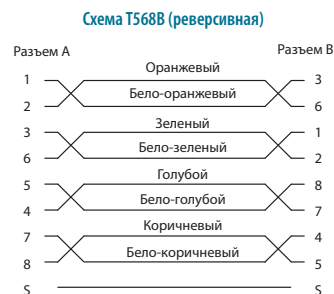 Схема T568B (реверсивная)
Разъем A Разъем B
Оранжевый
1 3
Бело-оранжевый
2 6
Зеленый
3 1
Бело-зеленый
6 2
Голубой
5 8
Бело-голубой
4 7
Коричневый
7 4
Бело-коричневый
8 5
S S